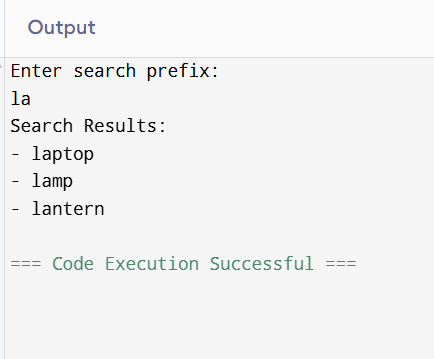 Output
Enter search prefix:
la
Search Results:
- laptop
- lamp
- lantern
=== Code Execution Successful ===